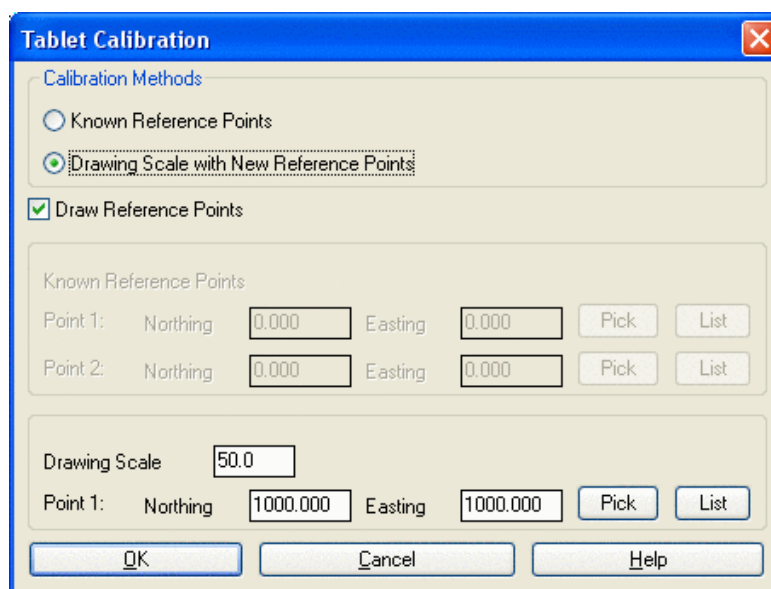 Tablet Calibration
Calibration Methods
Known Reference Points
Drawing Scale with New Reference Points
Draw Reference Points
Known Reference Points
Point 1: Northing 0.000 Easting 0.000 Pick List
Point 2: Northing 0.000 Easting 0.000 Pick List
Drawing Scale 50.0
Point 1: Northing 1000.000 Easting 1000.000 Pick List
OK Cancel Help